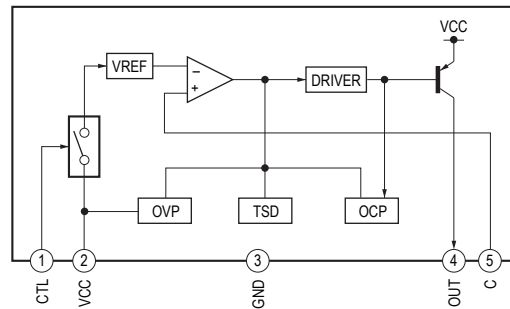 VCC
VREF
−
+
DRIVER
OVP
TSD
OCP
1
2
3
4
5
CTL
VCC
GND
OUT
C